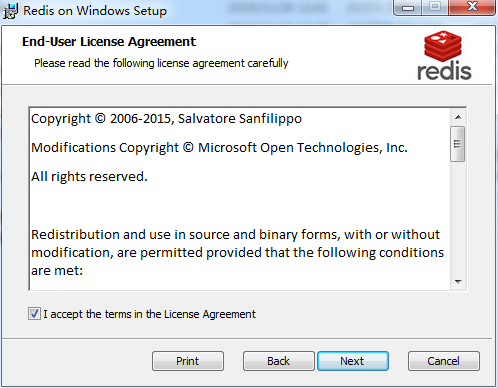 Redis on Windows Setup
End-User License Agreement
Please read the following license agreement carefully
redis
Copyright © 2006-2015, Salvatore Sanfilippo
Modifications Copyright © Microsoft Open Technologies, Inc.
All rights reserved.
Redistribution and use in source and binary forms, with or without
modification, are permitted provided that the following conditions
are met:
I accept the terms in the License Agreement
Print
Back
Next
Cancel